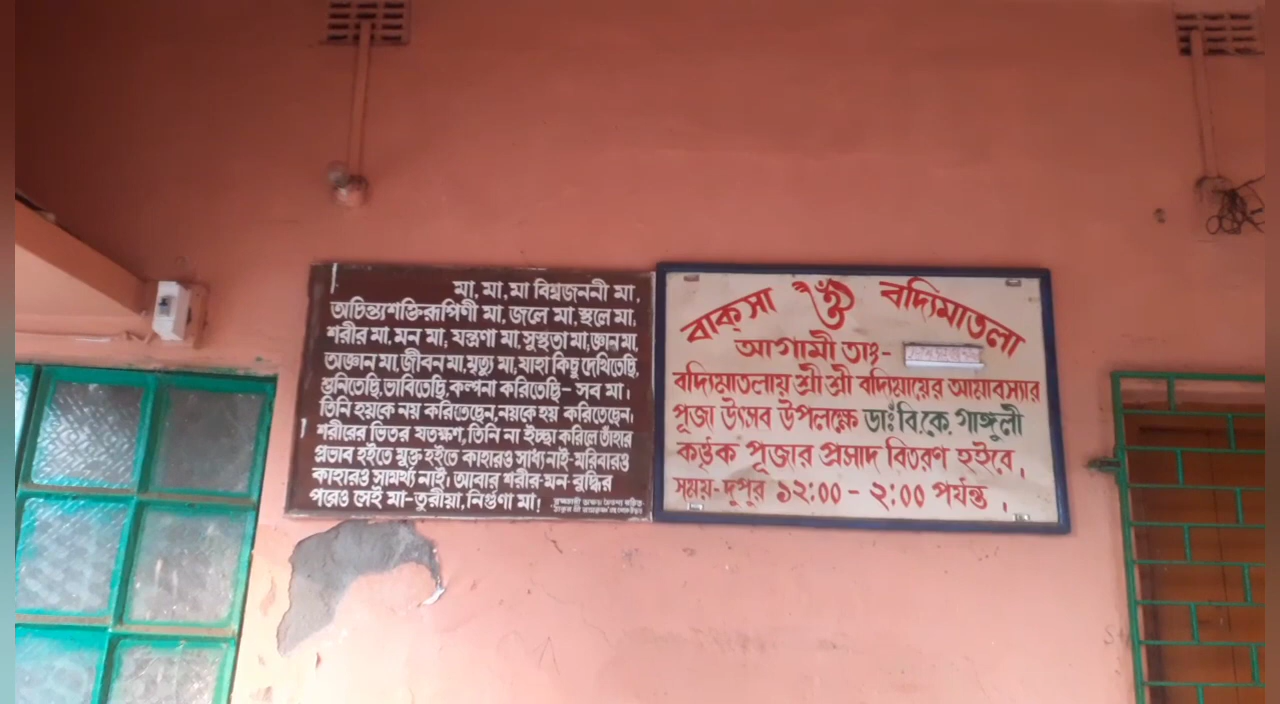 মা, মা, মা বিশ্বজননী মা,
অচিন্ত্যশক্তিরূপিণী মা, জলে মা, স্থলে মা,
শরীর মা, মন মা, যন্ত্রণা মা, সুস্থতা মা, জ্ঞান মা,
অজ্ঞান মা, জীবন মা, মৃত্যু মা, যাহা কিছু দেখিতেছি,
শুনিতেছি, ভাবিতেছি, কল্পনা করিতেছি- সব মা।
তিনি হয়কে নয় করিতেছেন, নয়কে হয় করিতেছেন।
শরীরের ভিতর যতক্ষণ, তিনি না ইচ্ছা করিলে তাঁহার
প্রভাব হইতে মুক্ত হইতে কাহারও সাধ্য নাই- মরিবারও
কাহারও সামর্থ্য নাই। আবার শরীর-মন-বুদ্ধির
পরেও সেই মা- তুরীয়া, নির্গুণা মা!
বাক্‌সা ওঁ বদ্যিমাতলা
আগামী তাং-
বদ্যিমাতলায় শ্রী শ্রী বদ্যিমায়ের আমাবস্যার
পূজা উৎসব উপলক্ষে ডাঃ বি.কে. গাঙ্গুলী
কর্ত্তৃক পূজার প্রসাদ বিতরণ হইবে,
সময়- দুপুর ১২:০০ - ২:০০ পর্যন্ত,